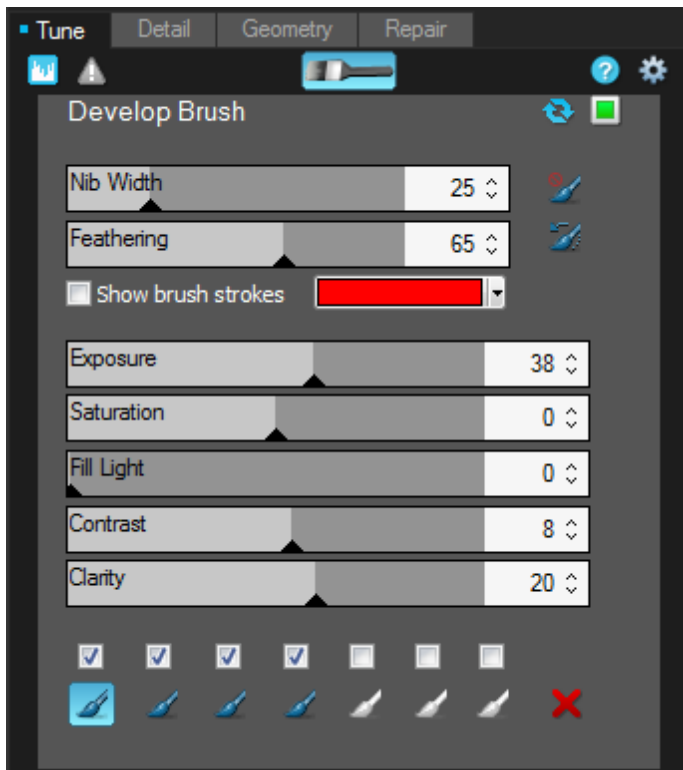 Tune Detail Geometry Repair
?
Develop Brush
Nib Width 25
Feathering 65
Show brush strokes
Exposure 38
Saturation 0
Fill Light 0
Contrast 8
Clarity 20